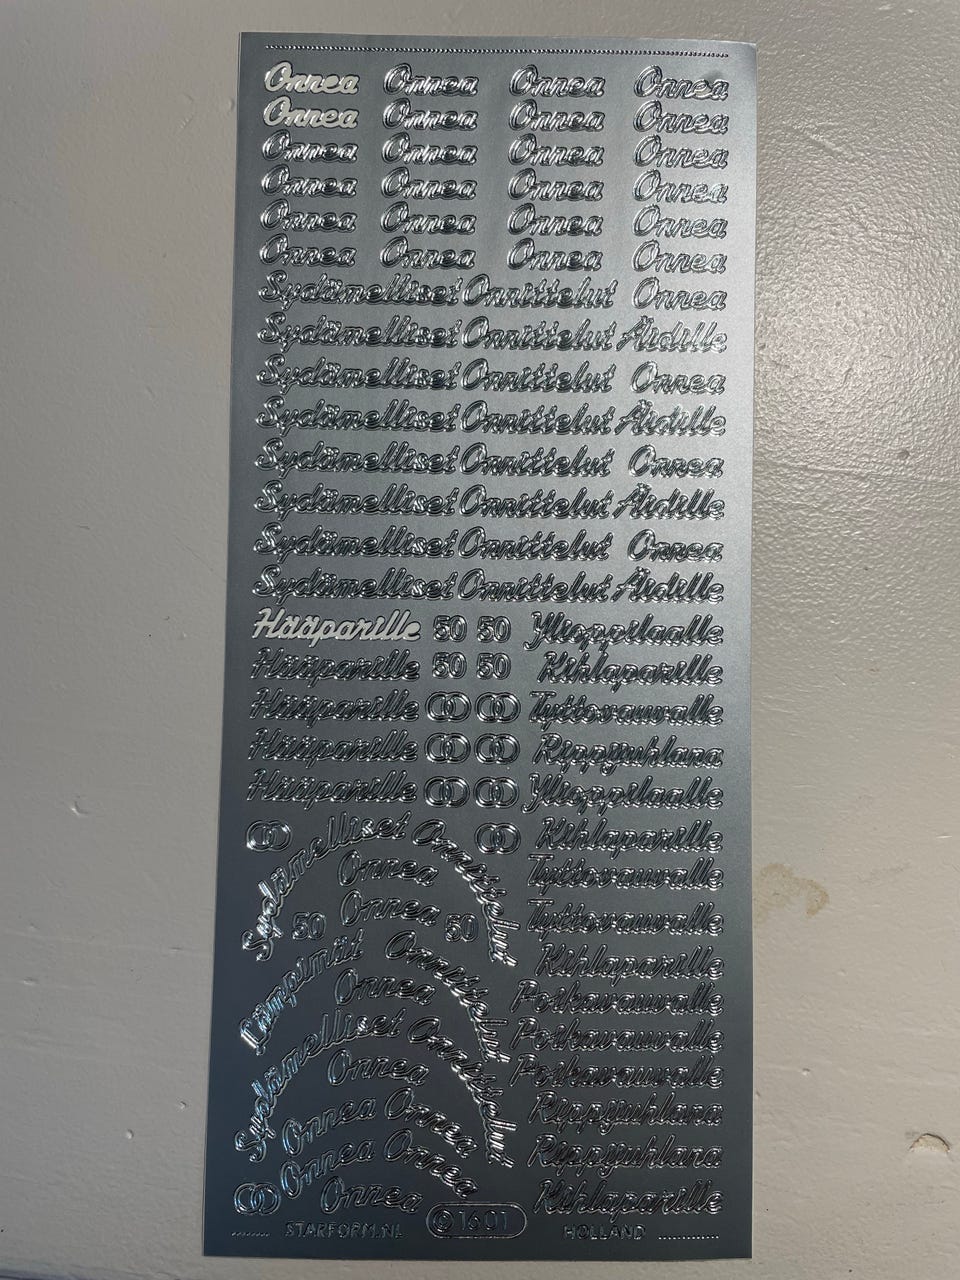 Onnea Onnea Onnea Onnea
Onnea Onnea Onnea Onnea
Onnea Onnea Onnea Onnea
Onnea Onnea Onnea Onnea
Onnea Onnea Onnea Onnea
Onnea Onnea Onnea Onnea
Sydämelliset Onnittelut Onnea
Sydämelliset Onnittelut Äidille
Sydämelliset Onnittelut Onnea
Sydämelliset Onnittelut Äidille
Sydämelliset Onnittelut Onnea
Sydämelliset Onnittelut Äidille
Sydämelliset Onnittelut Onnea
Sydämelliset Onnittelut Äidille
Hääparille 50 50 Ylioppilaalle
Hääparille 50 50 Kihlaparille
Hääparille Tyttövauvalle
Hääparille Rippijuhlana
Hääparille Ylioppilaalle
Sydämelliset Onnittelut
Onnea
Onnea
50 50
Lämpimät Onnittelut
Onnea
Sydämelliset Onnittelut
Onnea
Onnea Onnea
Onnea Onnea
Onnea
Kihlaparille
Tyttövauvalle
Tyttövauvalle
Kihlaparille
Poikavauvalle
Poikavauvalle
Poikavauvalle
Rippijuhlana
Rippijuhlana
Kihlaparille
STARFORM.NL © 1601 HOLLAND